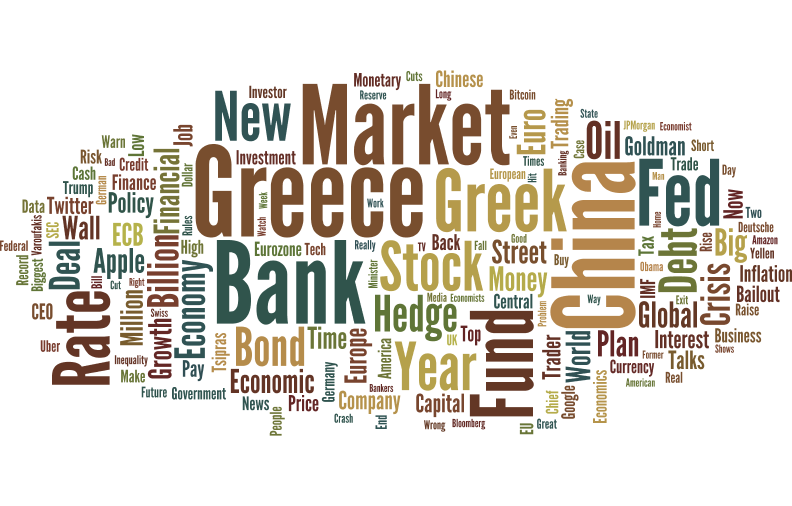 Monetary
Cuts
Chinese
Investor
Reserve
Long
Bitcoin
New
Market
Even
Euro
Trading
State
Case
Oil
JPMorgan
Economist
Warn
Low
Job
Goldman
Short
Risk
Bad
Credit
Investment
Times
Banking
Trade
Cash
Finance
Financial
Dollar
Greece
Work
Greek
European
Hit
China
Man
Fed
Day
Trump
German
Policy
Rules
Week
Watch
Home
Now
Two
Data
Twitter
Varoufakis
SEC
Wall
ECB
High
Eurozone
Tech
Really
TV
Back
Fall
Good
Street
Buy
Tax
Debt
Rise
Big
Deutsche
Amazon
Yellen
Federal
Record
Biggest
Deal
Apple
Billion
Bank
Minister
Stock
Money
Obama
Inflation
Bill
Cut
Right
Economy
Media
Economists
Central
Way
IMF
Exit
Crisis
Bailout
CEO
Rate
Million
Swiss
Growth
Hedge
Fund
Problem
Global
Raise
Uber
Tsipras
Bond
Time
Europe
America
UK
Top
Trader
World
Plan
Interest
Business
Inequality
Pay
Year
Former
Shows
Make
Economic
Germany
Bankers
Currency
Talks
Future
Government
News
People
Price
Company
Capital
Chief
Google
Economics
American
Real
Crash
End
Wrong
Bloomberg
EU
Great